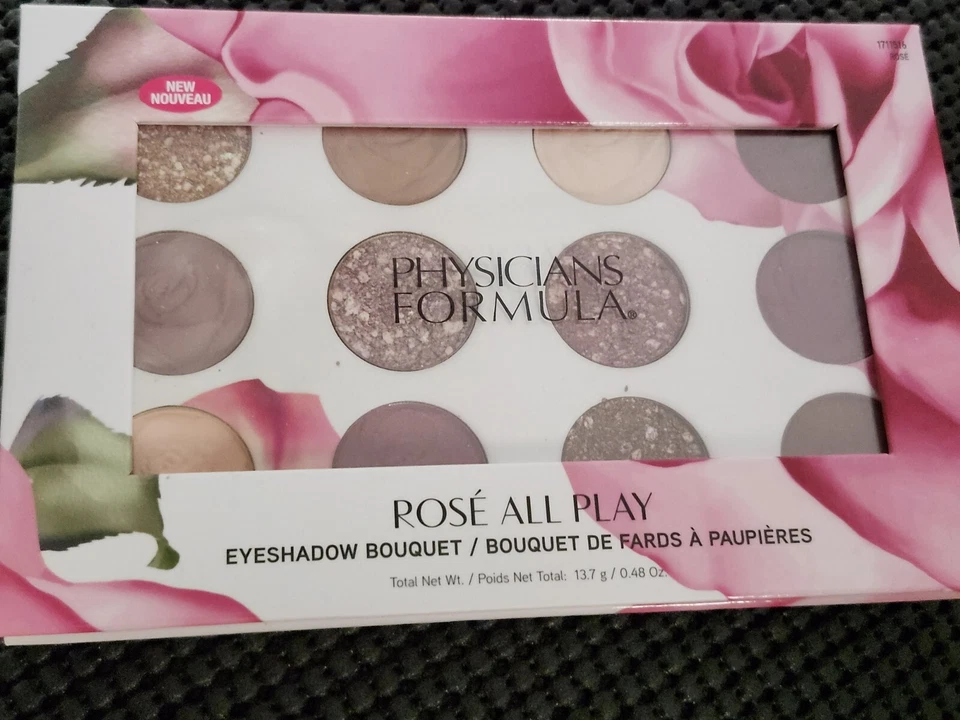 NEW
NOUVEAU
ROSE
PHYSICIANS
FORMULA®
ROSÉ ALL PLAY
EYESHADOW BOUQUET / BOUQUET DE FARDS À PAUPIÈRES
Total Net Wt. / Poids Net Total: 13.7 g / 0.48 Oz.